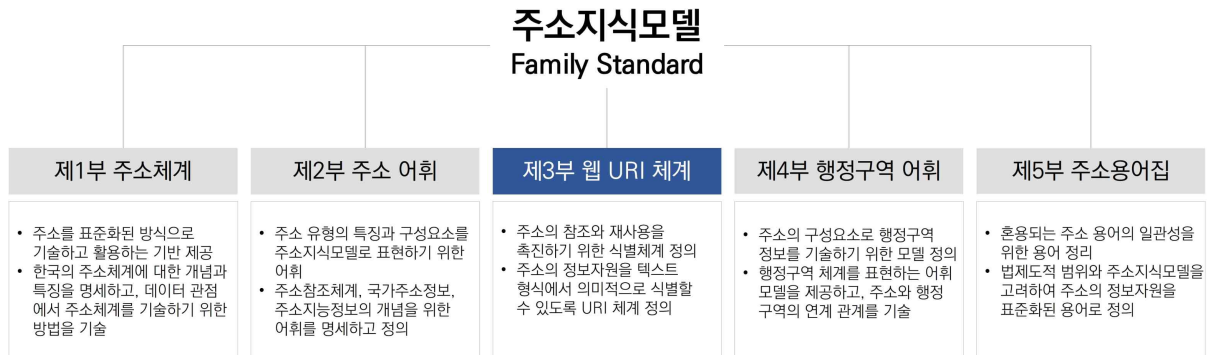 주소지식모델
Family Standard
제1부 주소체계
• 주소를 표준화된 방식으로
기술하고 활용하는 기반 제공
• 한국의 주소체계에 대한 개념과
특징을 명세하고, 데이터 관점
에서 주소체계를 기술하기 위한
방법을 기술
제2부 주소 어휘
• 주소 유형의 특징과 구성요소를
주소지식모델로 표현하기 위한
어휘
• 주소참조체계, 국가주소정보,
주소지능정보의 개념을 위한
어휘를 명세하고 정의
제3부 웹 URI 체계
• 주소의 참조와 재사용을
촉진하기 위한 식별체계 정의
• 주소의 정보자원을 텍스트
형식에서 의미적으로 식별할
수 있도록 URI 체계 정의
제4부 행정구역 어휘
• 주소의 구성요소로 행정구역
정보를 기술하기 위한 모델 정의
• 행정구역 체계를 표현하는 어휘
모델을 제공하고, 주소와 행정
구역의 연계 관계를 기술
제5부 주소용어집
• 혼용되는 주소 용어의 일관성을
위한 용어 정리
• 법제도적 범위와 주소지식모델을
고려하여 주소의 정보자원을
표준화된 용어로 정의